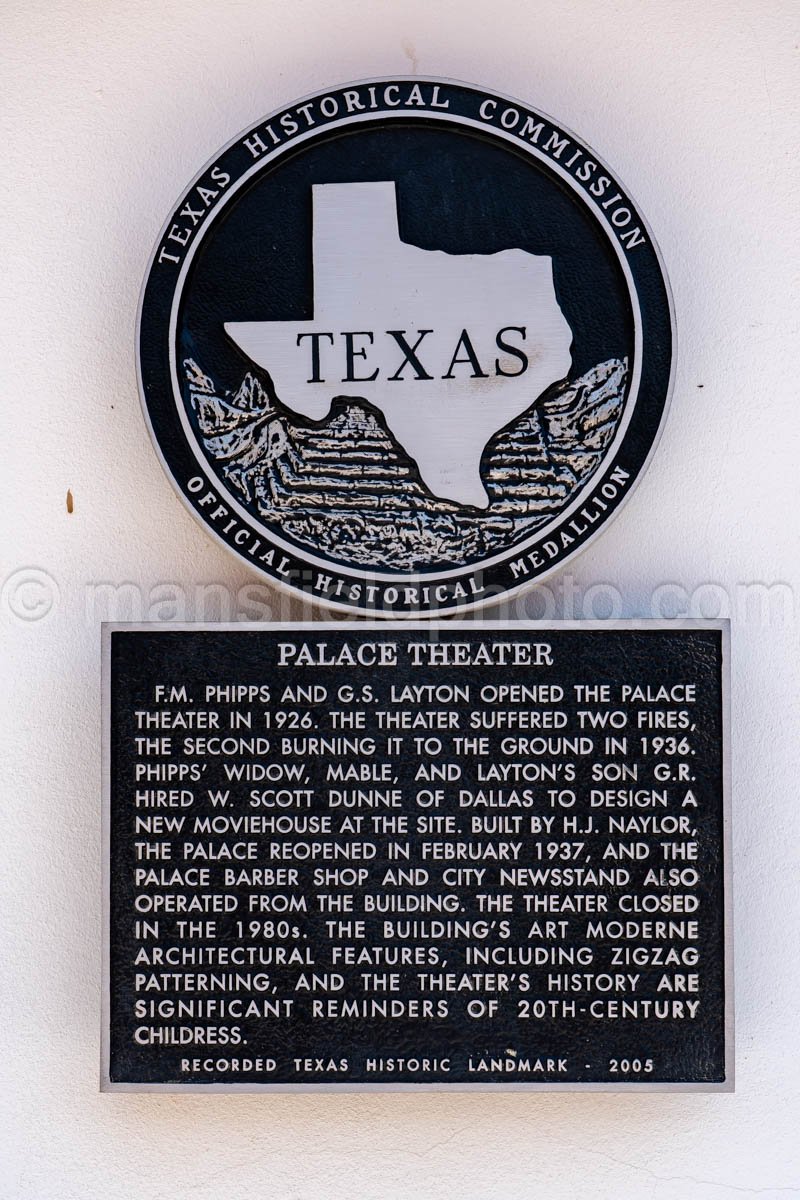 TEXAS HISTORICAL COMMISSION
TEXAS
OFFICIAL HISTORICAL MEDALLION
© mansfieldphoto.com
PALACE THEATER
F.M. PHIPPS AND G.S. LAYTON OPENED THE PALACE
THEATER IN 1926. THE THEATER SUFFERED TWO FIRES,
THE SECOND BURNING IT TO THE GROUND IN 1936.
PHIPPS' WIDOW, MABLE, AND LAYTON'S SON G.R.
HIRED W. SCOTT DUNNE OF DALLAS TO DESIGN A
NEW MOVIEHOUSE AT THE SITE. BUILT BY H.J. NAYLOR,
THE PALACE REOPENED IN FEBRUARY 1937, AND THE
PALACE BARBER SHOP AND CITY NEWSSTAND ALSO
OPERATED FROM THE BUILDING. THE THEATER CLOSED
IN THE 1980s. THE BUILDING'S ART MODERNE
ARCHITECTURAL FEATURES, INCLUDING ZIGZAG
PATTERNING, AND THE THEATER'S HISTORY ARE
SIGNIFICANT REMINDERS OF 20TH-CENTURY
CHILDRESS.
RECORDED TEXAS HISTORIC LANDMARK - 2005